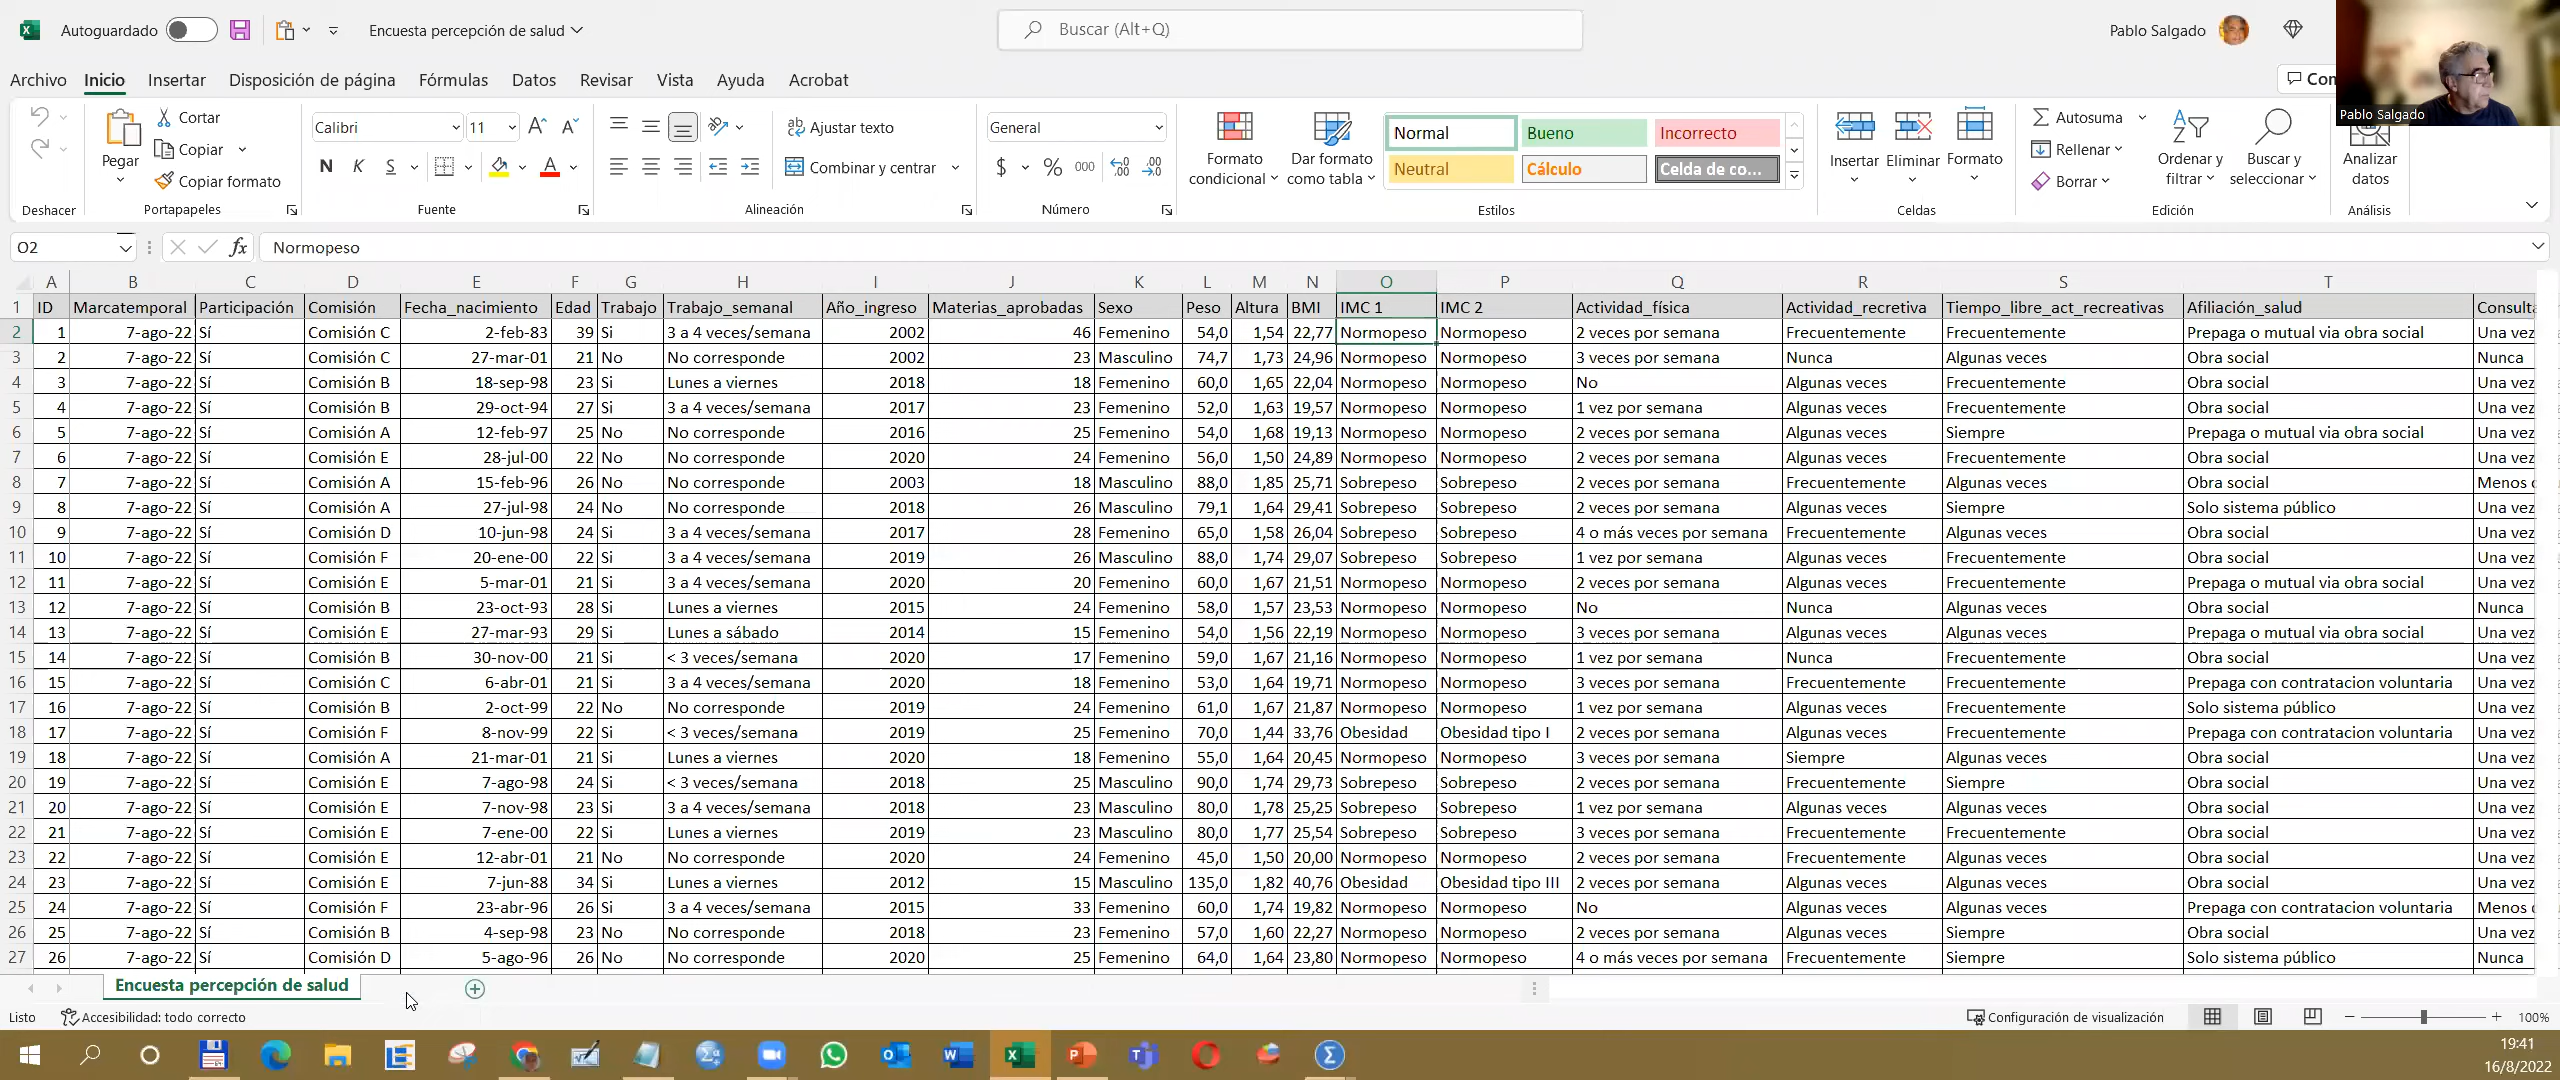 Autoguardado Encuesta percepción de salud Buscar (Alt+Q) Pablo Salgado
Archivo Inicio Insertar Disposición de página Fórmulas Datos Revisar Vista Ayuda Acrobat
Pablo Salgado
Pegar Cortar Copiar Copiar formato
Calibri 11 N K S
Ajustar texto Combinar y centrar
General $ % 000
Formato condicional Dar formato como tabla
Normal Bueno Incorrecto
Neutral Cálculo Celda de co...
Insertar Eliminar Formato
Autosuma Rellenar Borrar
Ordenar y filtrar Buscar y seleccionar Analizar datos
Deshacer Portapapeles Fuente Alineación Número Estilos Celdas Edición Análisis
O2 fx Normopeso
A B C D E F G H I J K L M N O P Q R S T
1 ID Marcatemporal Participación Comisión Fecha_nacimiento Edad Trabajo Trabajo_semanal Año_ingreso Materias_aprobadas Sexo Peso Altura BMI IMC 1 IMC 2 Actividad_física Actividad_recretiva Tiempo_libre_act_recreativas Afiliación_salud
2 1 7-ago-22 Sí Comisión C 2-feb-83 39 Si 3 a 4 veces/semana 2002 46 Femenino 54,0 1,54 22,77 Normopeso Normopeso 2 veces por semana Frecuentemente Frecuentemente Prepaga o mutual via obra social Una vez
3 2 7-ago-22 Sí Comisión C 27-mar-01 21 No No corresponde 2002 23 Masculino 74,7 1,73 24,96 Normopeso Normopeso 3 veces por semana Nunca Algunas veces Obra social Nunca
4 3 7-ago-22 Sí Comisión B 18-sep-98 23 Si Lunes a viernes 2018 18 Femenino 60,0 1,65 22,04 Normopeso Normopeso No Algunas veces Frecuentemente Obra social Una vez
5 4 7-ago-22 Sí Comisión B 29-oct-94 27 Si 3 a 4 veces/semana 2017 23 Femenino 52,0 1,63 19,57 Normopeso Normopeso 1 vez por semana Algunas veces Frecuentemente Obra social Una vez
6 5 7-ago-22 Sí Comisión A 12-feb-97 25 No No corresponde 2016 25 Femenino 54,0 1,68 19,13 Normopeso Normopeso 2 veces por semana Algunas veces Siempre Prepaga o mutual via obra social Una vez
7 6 7-ago-22 Sí Comisión E 28-jul-00 22 No No corresponde 2020 24 Femenino 56,0 1,50 24,89 Normopeso Normopeso 2 veces por semana Algunas veces Frecuentemente Obra social Una vez
8 7 7-ago-22 Sí Comisión A 15-feb-96 26 No No corresponde 2003 18 Masculino 88,0 1,85 25,71 Sobrepeso Sobrepeso 2 veces por semana Frecuentemente Algunas veces Obra social Menos
9 8 7-ago-22 Sí Comisión A 27-jul-98 24 No No corresponde 2018 26 Masculino 79,1 1,64 29,41 Sobrepeso Sobrepeso 2 veces por semana Algunas veces Siempre Solo sistema público Una vez
10 9 7-ago-22 Sí Comisión D 10-jun-98 24 Si 3 a 4 veces/semana 2017 28 Femenino 65,0 1,58 26,04 Sobrepeso Sobrepeso 4 o más veces por semana Frecuentemente Algunas veces Obra social Una vez
11 10 7-ago-22 Sí Comisión F 20-ene-00 22 Si 3 a 4 veces/semana 2019 26 Masculino 88,0 1,74 29,07 Sobrepeso Sobrepeso 1 vez por semana Algunas veces Frecuentemente Obra social Una vez
12 11 7-ago-22 Sí Comisión E 5-mar-01 21 Si 3 a 4 veces/semana 2020 20 Femenino 60,0 1,67 21,51 Normopeso Normopeso 2 veces por semana Algunas veces Frecuentemente Prepaga o mutual via obra social Una vez
13 12 7-ago-22 Sí Comisión B 23-oct-93 28 Si Lunes a viernes 2015 24 Femenino 58,0 1,57 23,53 Normopeso Normopeso No Nunca Algunas veces Obra social Nunca
14 13 7-ago-22 Sí Comisión E 27-mar-93 29 Si Lunes a sábado 2014 15 Femenino 54,0 1,56 22,19 Normopeso Normopeso 3 veces por semana Algunas veces Algunas veces Prepaga o mutual via obra social Una vez
15 14 7-ago-22 Sí Comisión B 30-nov-00 21 Si < 3 veces/semana 2020 17 Femenino 59,0 1,67 21,16 Normopeso Normopeso 1 vez por semana Nunca Frecuentemente Obra social Una vez
16 15 7-ago-22 Sí Comisión C 6-abr-01 21 Si 3 a 4 veces/semana 2020 18 Femenino 53,0 1,64 19,71 Normopeso Normopeso 3 veces por semana Frecuentemente Frecuentemente Prepaga con contratacion voluntaria Una vez
17 16 7-ago-22 Sí Comisión B 2-oct-99 22 No No corresponde 2019 24 Femenino 61,0 1,67 21,87 Normopeso Normopeso 1 vez por semana Algunas veces Frecuentemente Solo sistema público Una vez
18 17 7-ago-22 Sí Comisión F 8-nov-99 22 Si < 3 veces/semana 2019 25 Femenino 70,0 1,44 33,76 Obesidad Obesidad tipo I 2 veces por semana Algunas veces Frecuentemente Prepaga con contratacion voluntaria Una vez
19 18 7-ago-22 Sí Comisión A 21-mar-01 21 Si Lunes a viernes 2020 18 Femenino 55,0 1,64 20,45 Normopeso Normopeso 3 veces por semana Siempre Algunas veces Obra social Una vez
20 19 7-ago-22 Sí Comisión E 7-ago-98 24 Si < 3 veces/semana 2018 25 Masculino 90,0 1,74 29,73 Sobrepeso Sobrepeso 2 veces por semana Frecuentemente Siempre Obra social Una vez
21 20 7-ago-22 Sí Comisión E 7-nov-98 23 Si 3 a 4 veces/semana 2018 23 Masculino 80,0 1,78 25,25 Sobrepeso Sobrepeso 1 vez por semana Algunas veces Algunas veces Obra social Una vez
22 21 7-ago-22 Sí Comisión E 7-ene-00 22 Si Lunes a viernes 2019 23 Masculino 80,0 1,77 25,54 Sobrepeso Sobrepeso 3 veces por semana Frecuentemente Frecuentemente Obra social Una vez
23 22 7-ago-22 Sí Comisión E 12-abr-01 21 No No corresponde 2020 24 Femenino 45,0 1,50 20,00 Normopeso Normopeso 2 veces por semana Frecuentemente Algunas veces Obra social Una vez
24 23 7-ago-22 Sí Comisión E 7-jun-88 34 Si Lunes a viernes 2012 15 Masculino 135,0 1,82 40,76 Obesidad Obesidad tipo III 2 veces por semana Algunas veces Algunas veces Obra social Una vez
25 24 7-ago-22 Sí Comisión F 23-abr-96 26 Si 3 a 4 veces/semana 2015 33 Femenino 60,0 1,74 19,82 Normopeso Normopeso No Algunas veces Algunas veces Prepaga con contratacion voluntaria Menos
26 25 7-ago-22 Sí Comisión B 4-sep-98 23 No No corresponde 2018 23 Femenino 57,0 1,60 22,27 Normopeso Normopeso 2 veces por semana Algunas veces Siempre Obra social Una vez
27 26 7-ago-22 Sí Comisión D 5-ago-96 26 No No corresponde 2020 25 Femenino 64,0 1,64 23,80 Normopeso Normopeso 4 o más veces por semana Frecuentemente Siempre Solo sistema público Nunca
Encuesta percepción de salud
Listo Accesibilidad: todo correcto Configuración de visualización 100%
19:41
16/8/2022